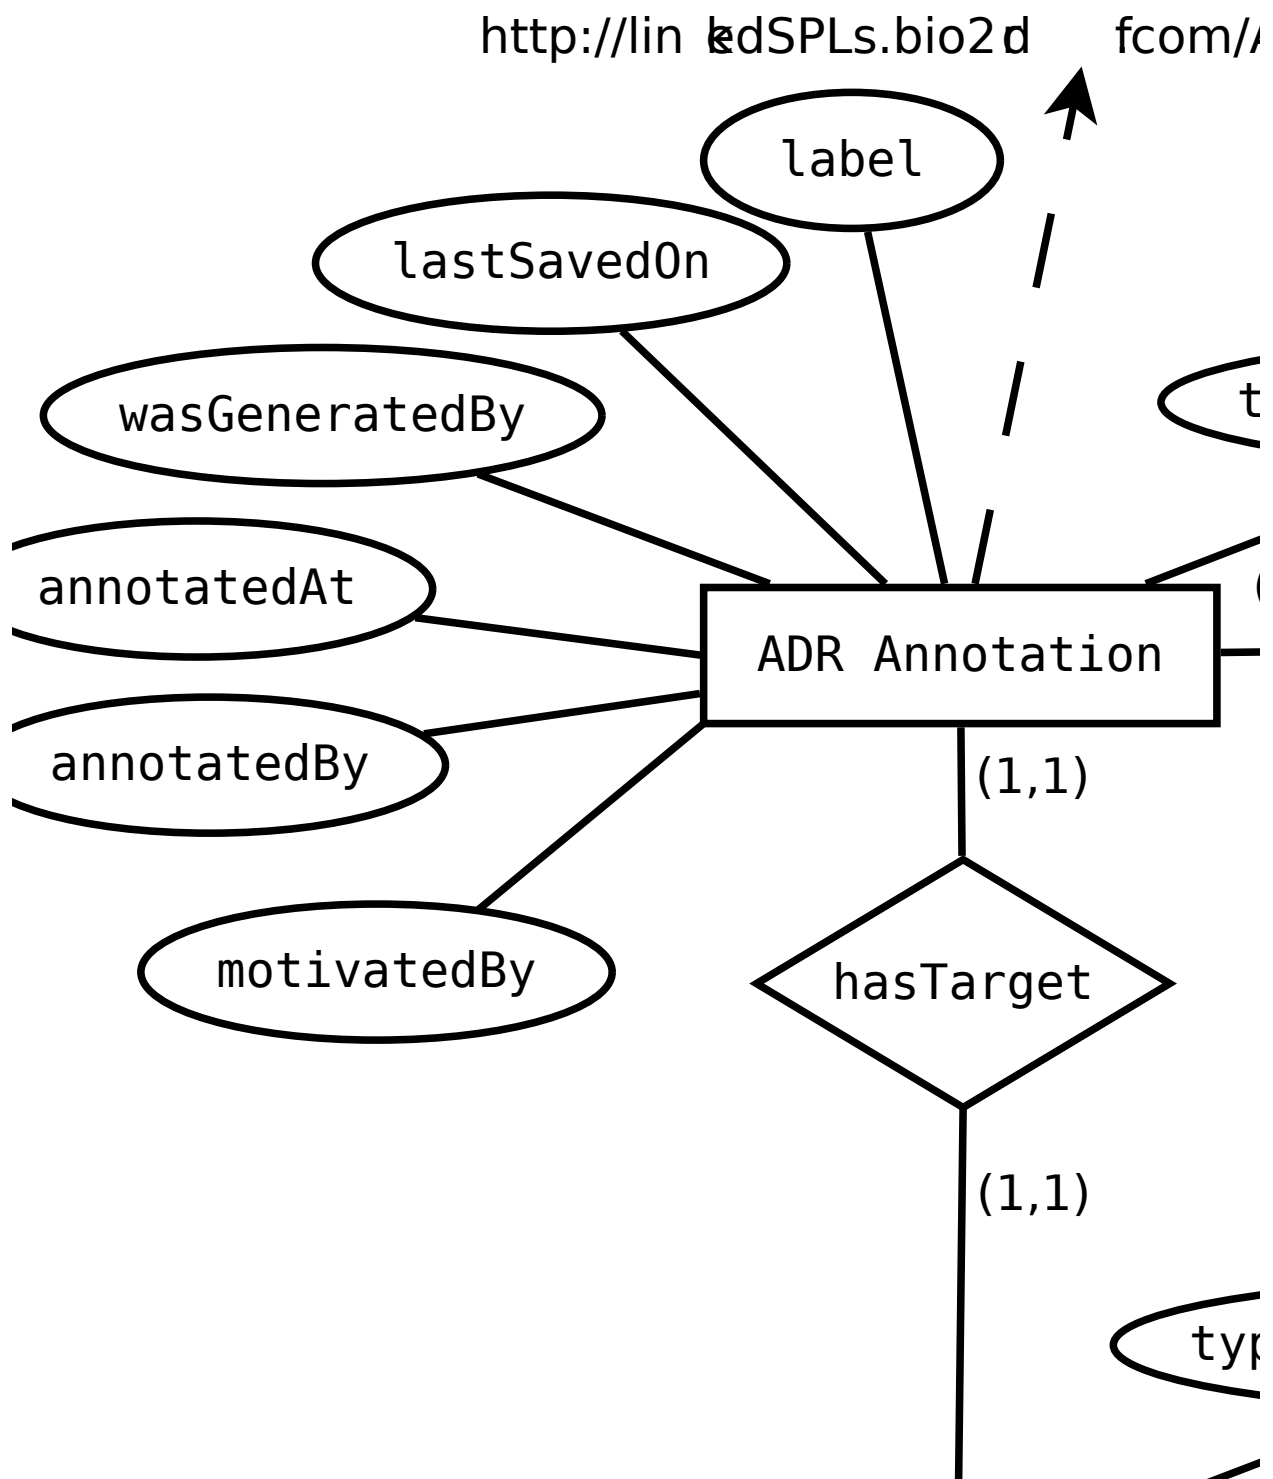 label
lastSavedOn
wasGeneratedBy
annotatedAt
ADR Annotation
annotatedBy
(1,1)
motivatedBy
hasTarget
(1,1)